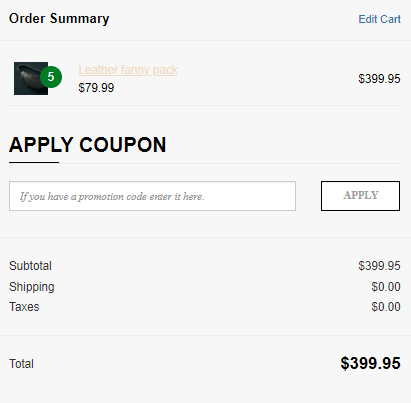 Order Summary Edit Cart
5 Leather fanny pack
$79.99 $399.95
APPLY COUPON
If you have a promotion code enter it here. APPLY
Subtotal $399.95
Shipping $0.00
Taxes $0.00
Total $399.95